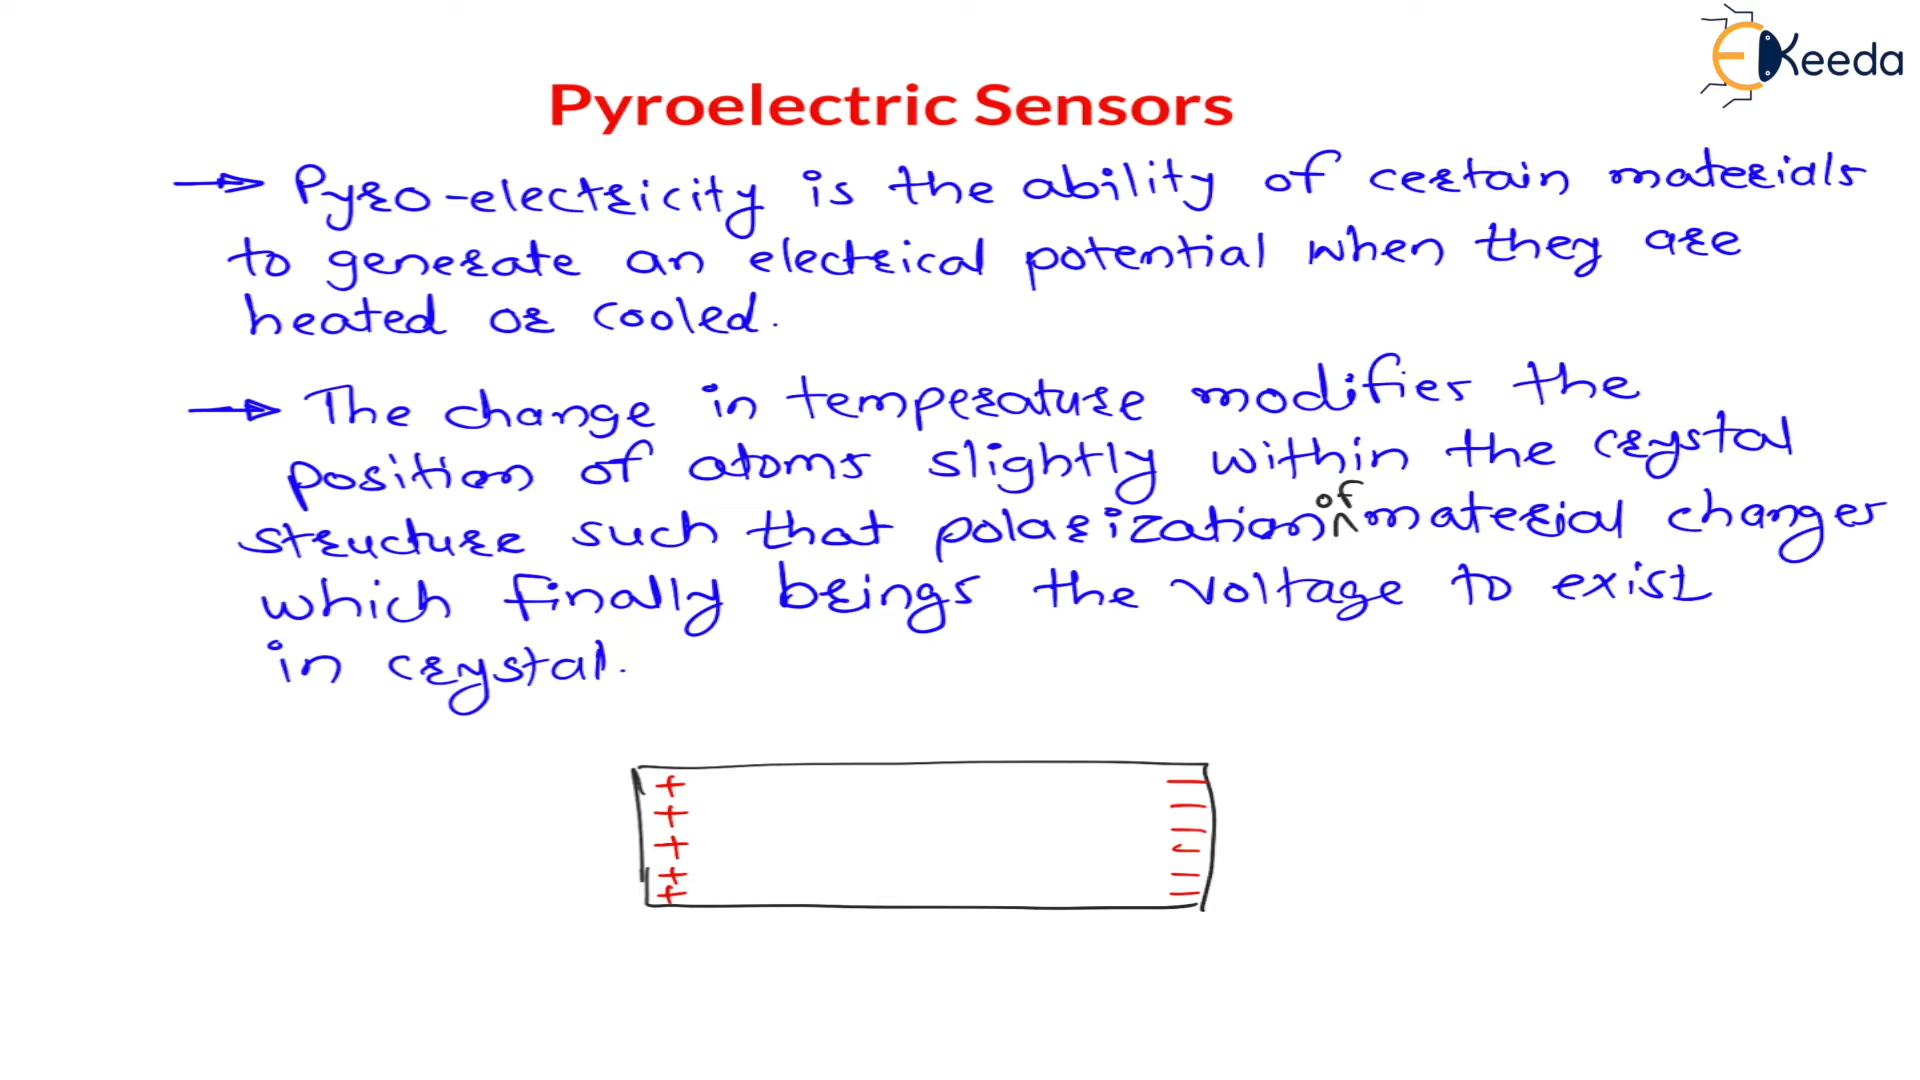 EKeeda
Pyroelectric Sensors
→ Pyro-electricity is the ability of certain materials
to generate an electrical potential when they are
heated or cooled.
→ The change in temperature modifies the
position of atoms slightly within the crystal
structure such that polarization of material changes
which finally brings the voltage to exist
in crystal.
+ −
+ −
+ −
+ −
+ −
−